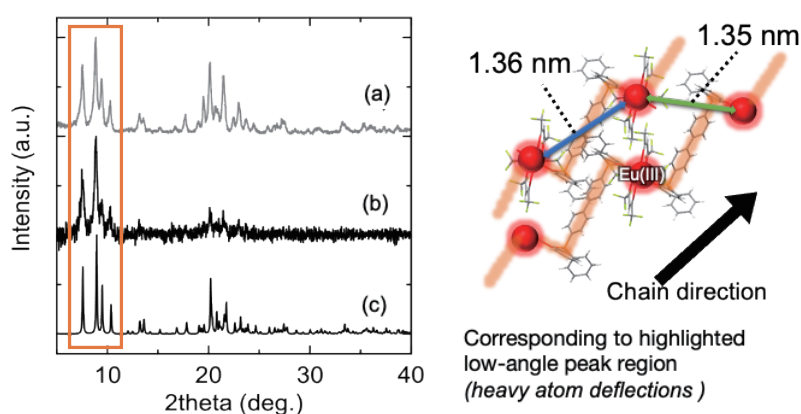 Intensity (a.u.)
(a)
(b)
(c)
10
20
30
40
2theta (deg.)
1.36 nm
1.35 nm
Eu(III)
Chain direction
Corresponding to highlighted
low-angle peak region
(heavy atom deflections )